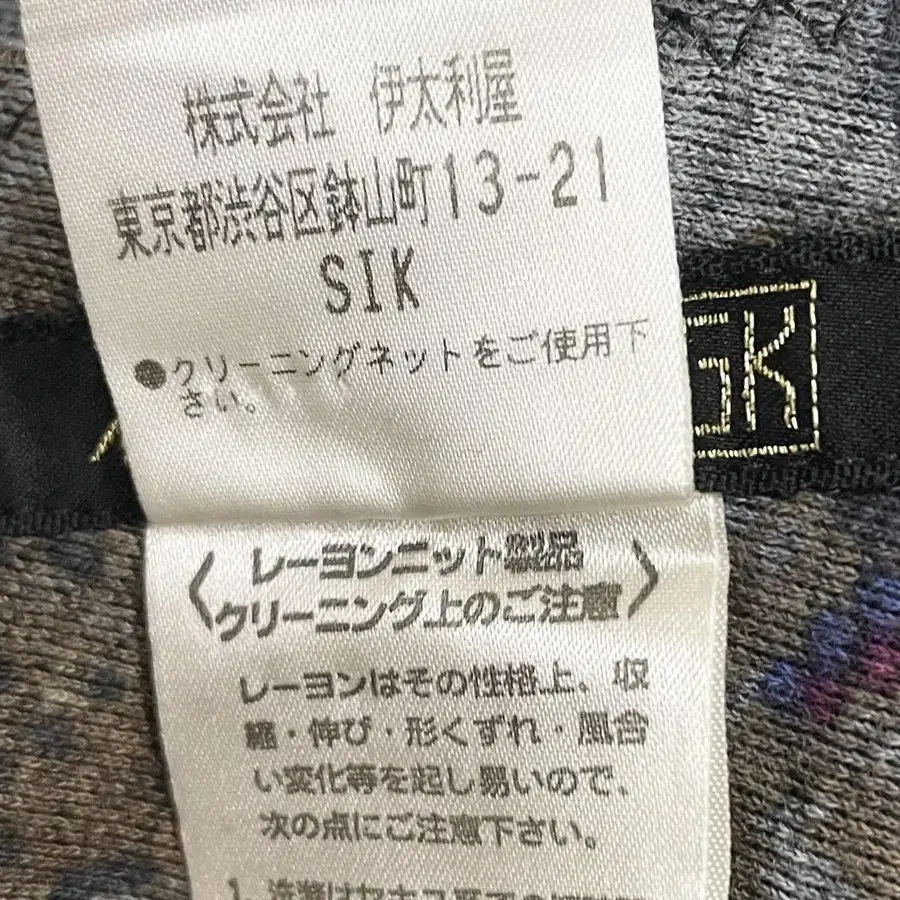 株式会社 伊太利屋
東京都渋谷区鉢山町13-21
SIK
●クリーニングネットをご使用下
さい。
SK
〈レーヨンニット製品
クリーニング上のご注意〉
レーヨンはその性格上、収
縮・伸び・形くずれ・風合
い変化等を起し易いので、
次の点にご注意下さい。
1.